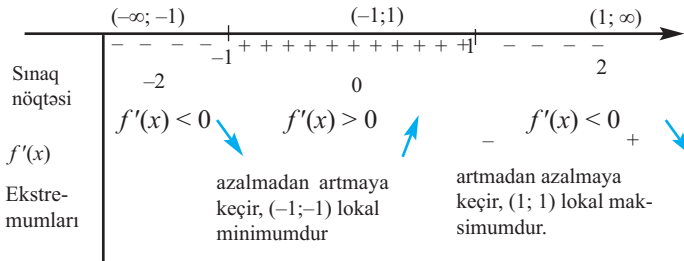 (–∞; –1) (–1;1) (1; ∞)
– – – – – –1 + + + + + + + + + + + + + 1 – – – – –
Sınaq
nöqtəsi
–2 0 2
f'(x)
f'(x) < 0 f'(x) > 0 f'(x) < 0
– +
Ekstre-
mumları
azalmadan artmaya
keçir, (–1;–1) lokal
minimumdur
artmadan azalmaya
keçir, (1; 1) lokal mak-
simumdur.